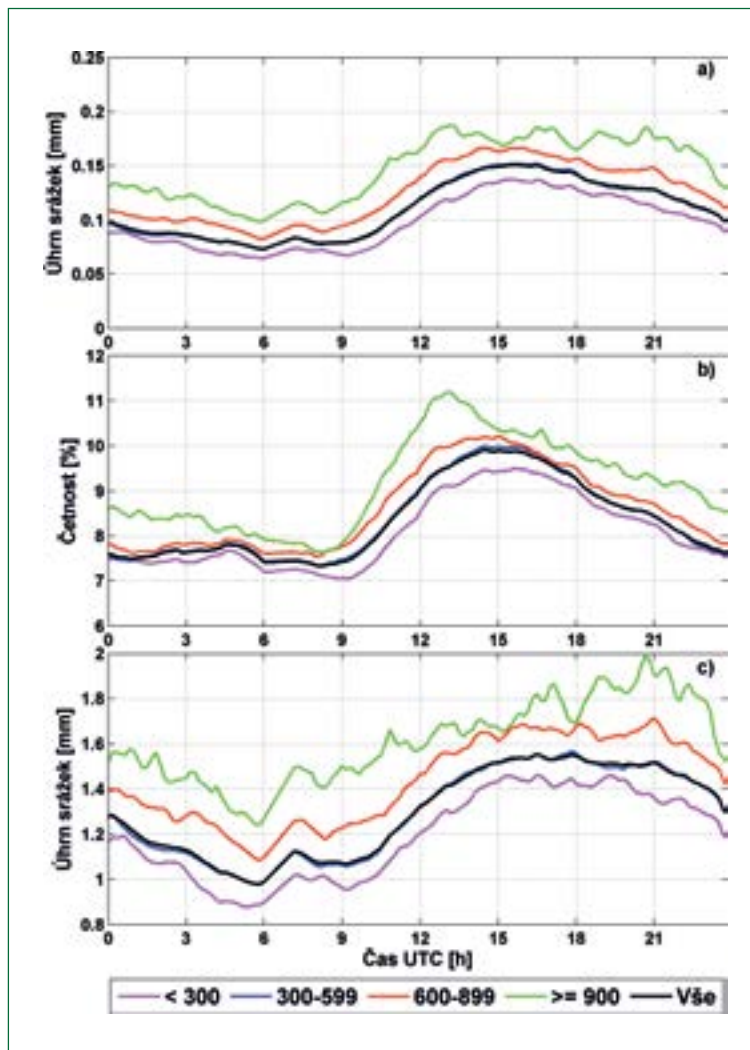 a)
Úhrn srážek [mm]
0.25
0.2
0.15
0.1
0.05
0
0 3 6 9 12 15 18 21
b)
Četnost [%]
12
11
10
9
8
7
6
0 3 6 9 12 15 18 21
c)
Úhrn srážek [mm]
2
1.8
1.6
1.4
1.2
1
0.8
0 3 6 9 12 15 18 21
Čas UTC [h]
< 300 300-599 600-899 >= 900 Vše